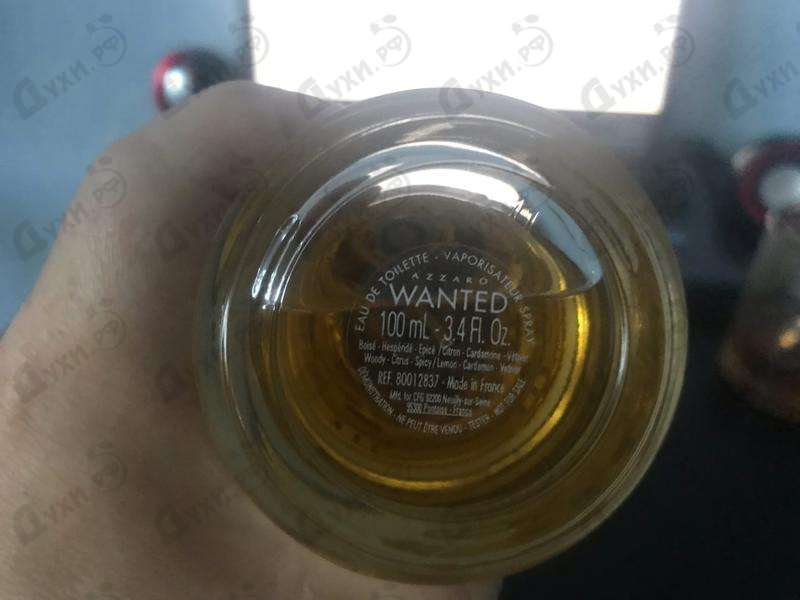 EAU DE TOILETTE - VAPORISATEUR SPRAY
AZZARO
WANTED
100 mL - 3.4 Fl. Oz.
Boisé - Hespéridé - Epicé / Citron - Cardamome - Vétiver
Woody - Citrus - Spicy / Lemon - Cardamon - Vetiver
REF. 80012837 - Made in France
Mfd. for CFG 92200 Neuilly-sur-Seine
95300 Pontoise - France
DÉMONSTRATION - NE PEUT ÊTRE VENDU - TESTER - NOT FOR SALE
Духи.РФ